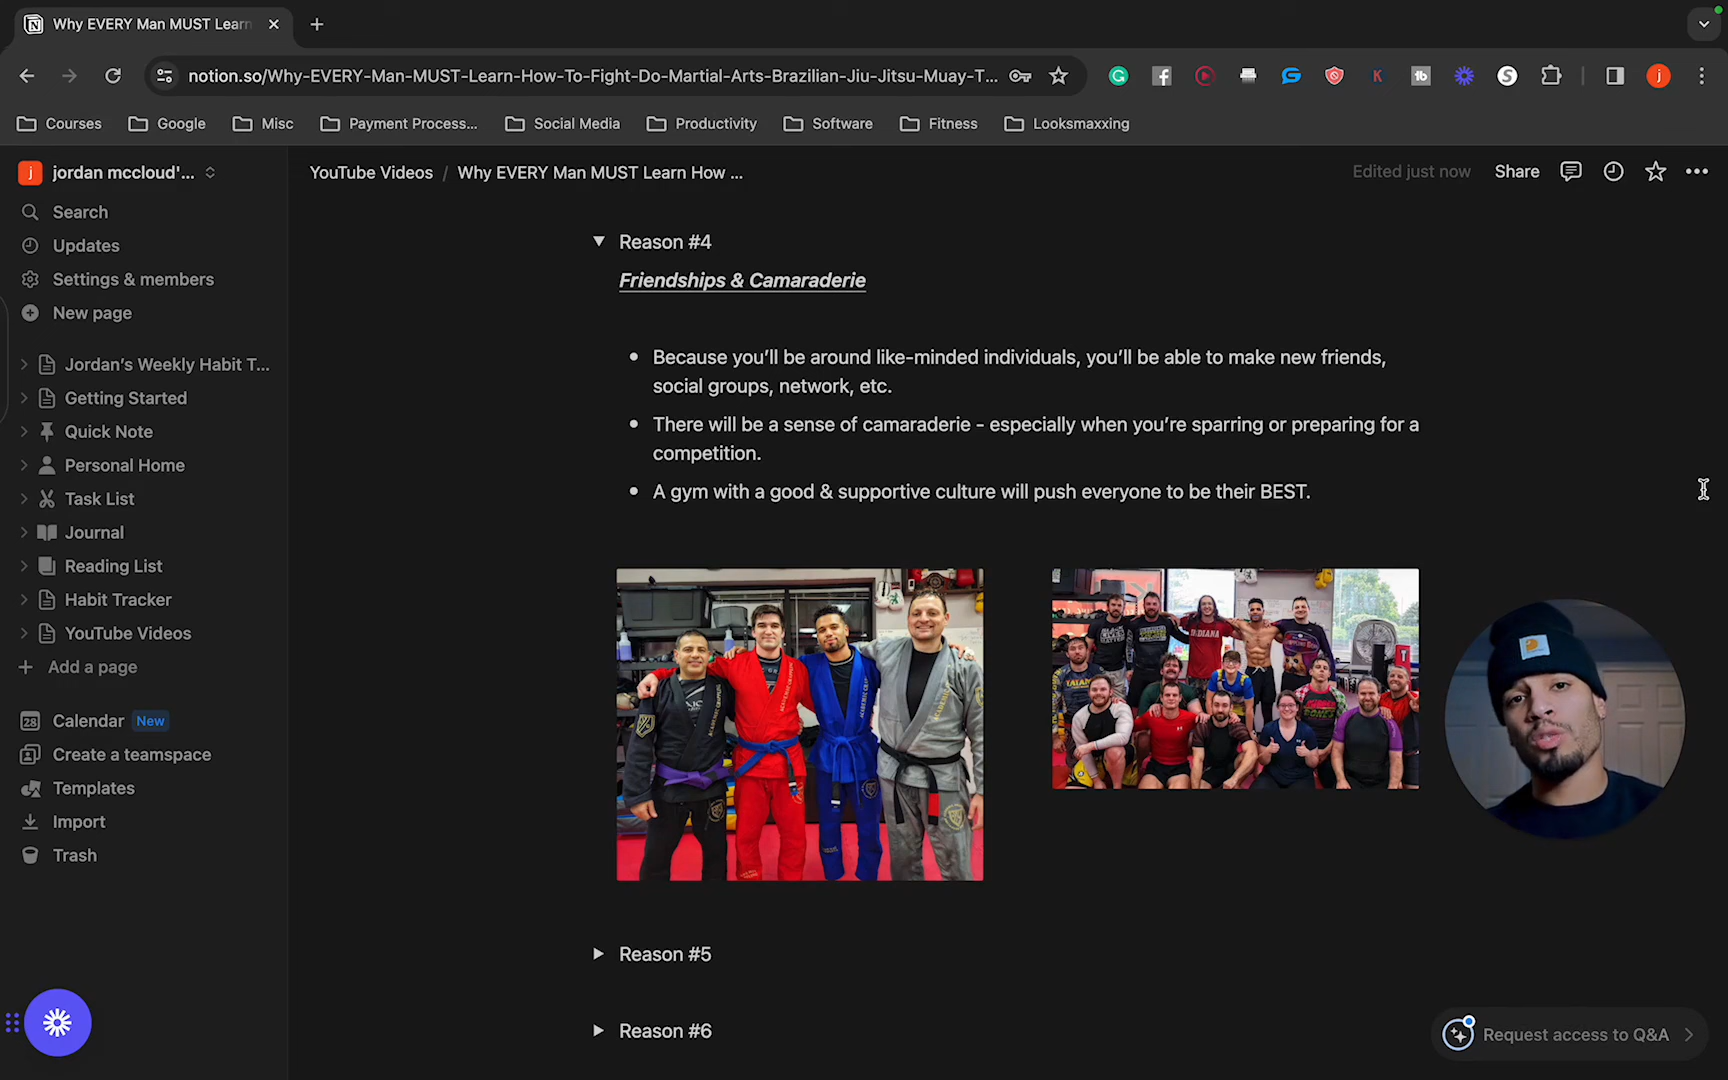 Why EVERY Man MUST Learn
notion.so/Why-EVERY-Man-MUST-Learn-How-To-Fight-Do-Martial-Arts-Brazilian-Jiu-Jitsu-Muay-T...
Courses
Google
Misc
Payment Process...
Social Media
Productivity
Software
Fitness
Looksmaxxing
j
jordan mccloud'...
YouTube Videos / Why EVERY Man MUST Learn How ...
Edited just now
Share
Search
Updates
Settings & members
New page
Jordan's Weekly Habit T...
Getting Started
Quick Note
Personal Home
Task List
Journal
Reading List
Habit Tracker
YouTube Videos
Add a page
28 Calendar New
Create a teamspace
Templates
Import
Trash
Reason #4
Friendships & Camaraderie
Because you'll be around like-minded individuals, you'll be able to make new friends,
social groups, network, etc.
There will be a sense of camaraderie - especially when you're sparring or preparing for a
competition.
A gym with a good & supportive culture will push everyone to be their BEST.
INDIANA
Reason #5
Reason #6
Request access to Q&A